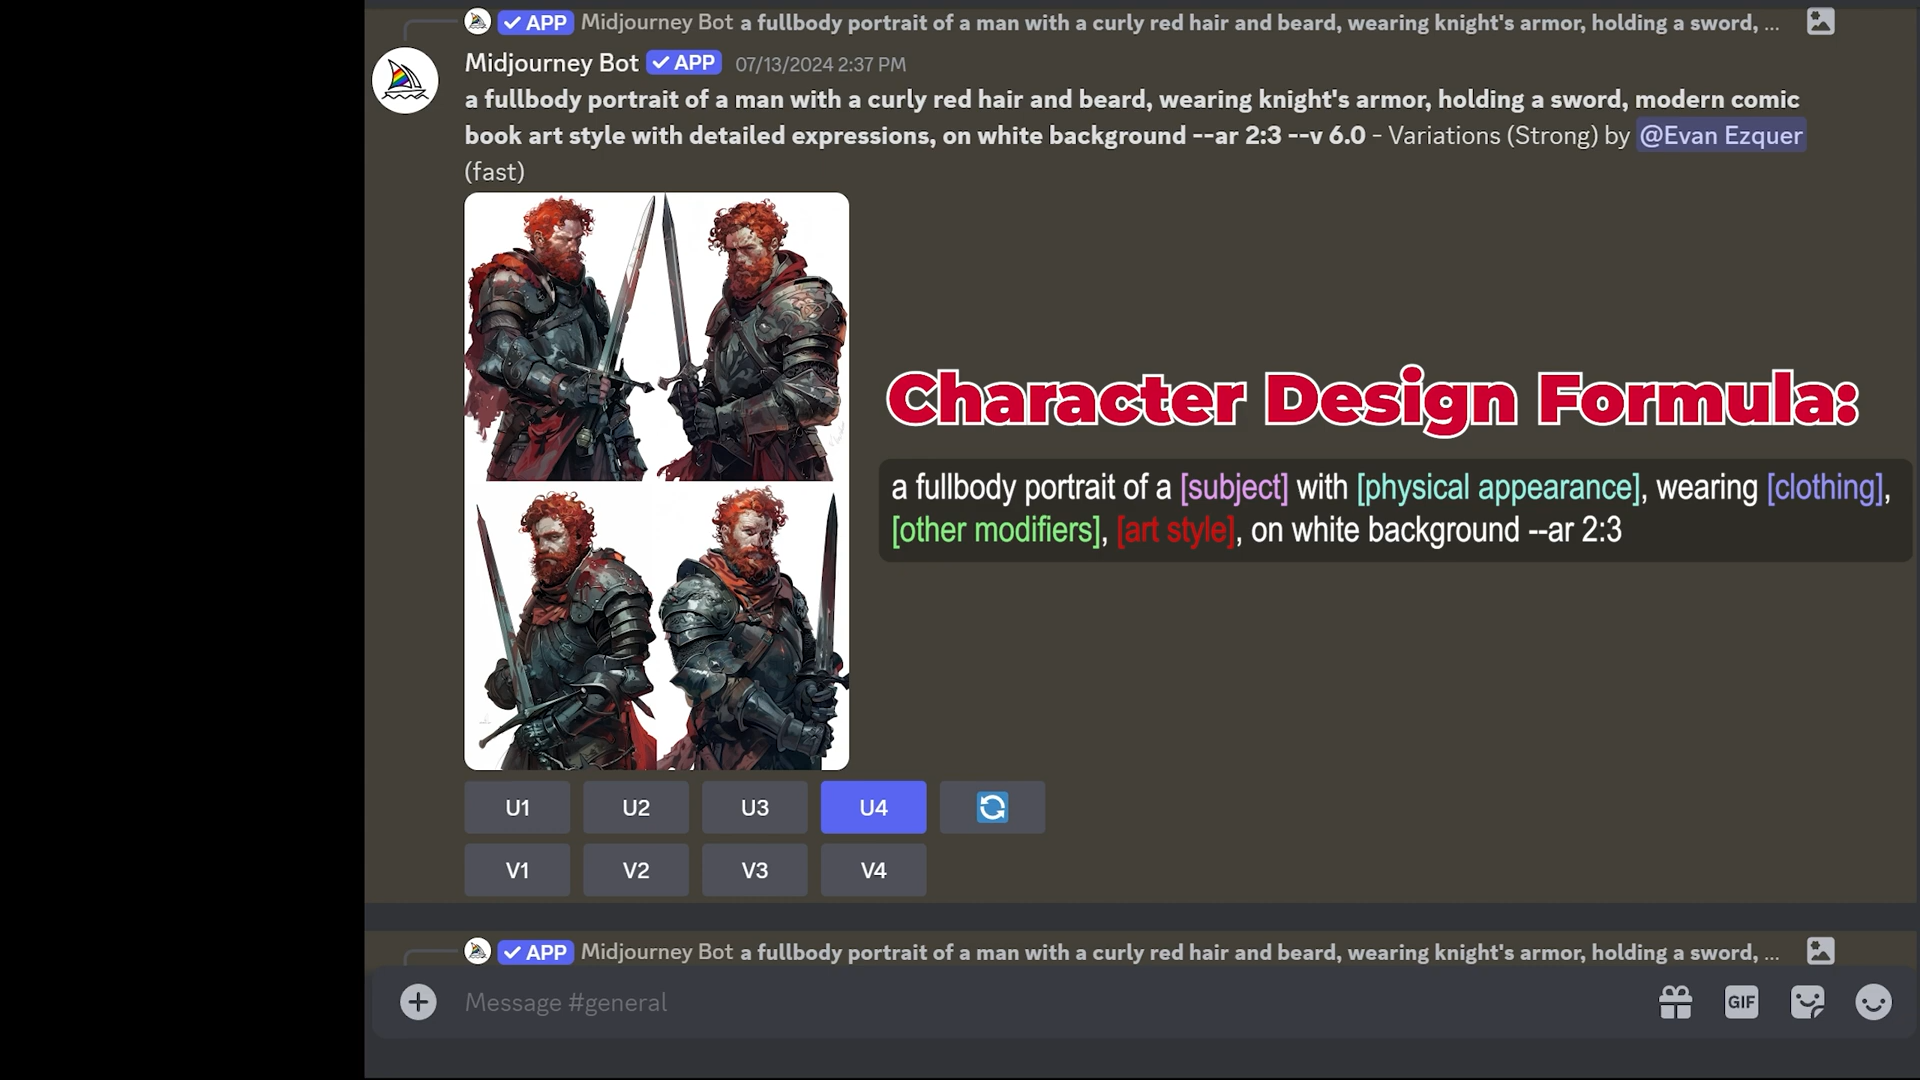 ✓ APP Midjourney Bot a fullbody portrait of a man with a curly red hair and beard, wearing knight's armor, holding a sword, ...
Midjourney Bot ✓ APP 07/13/2024 2:37 PM
a fullbody portrait of a man with a curly red hair and beard, wearing knight's armor, holding a sword, modern comic
book art style with detailed expressions, on white background --ar 2:3 --v 6.0 - Variations (Strong) by @Evan Ezquer
(fast)
Character Design Formula:
a fullbody portrait of a [subject] with [physical appearance], wearing [clothing],
[other modifiers], [art style], on white background --ar 2:3
U1 U2 U3 U4
V1 V2 V3 V4
✓ APP Midjourney Bot a fullbody portrait of a man with a curly red hair and beard, wearing knight's armor, holding a sword, ...
Message #general
GIF